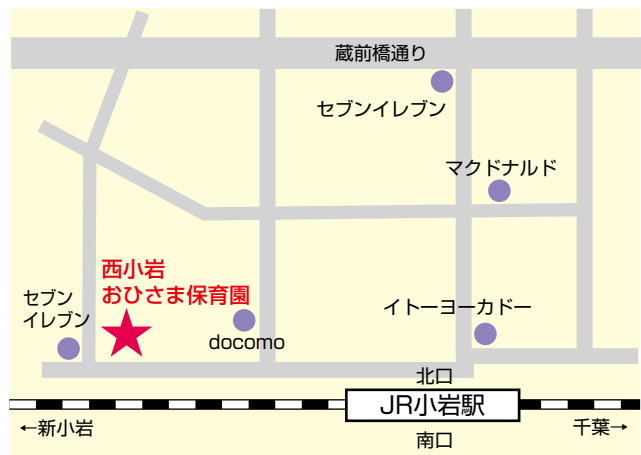 蔵前橋通り
セブンイレブン
マクドナルド
西小岩
おひさま保育園
セブン
イレブン
docomo
イトーヨーカドー
北口
JR小岩駅
←新小岩
南口
千葉→